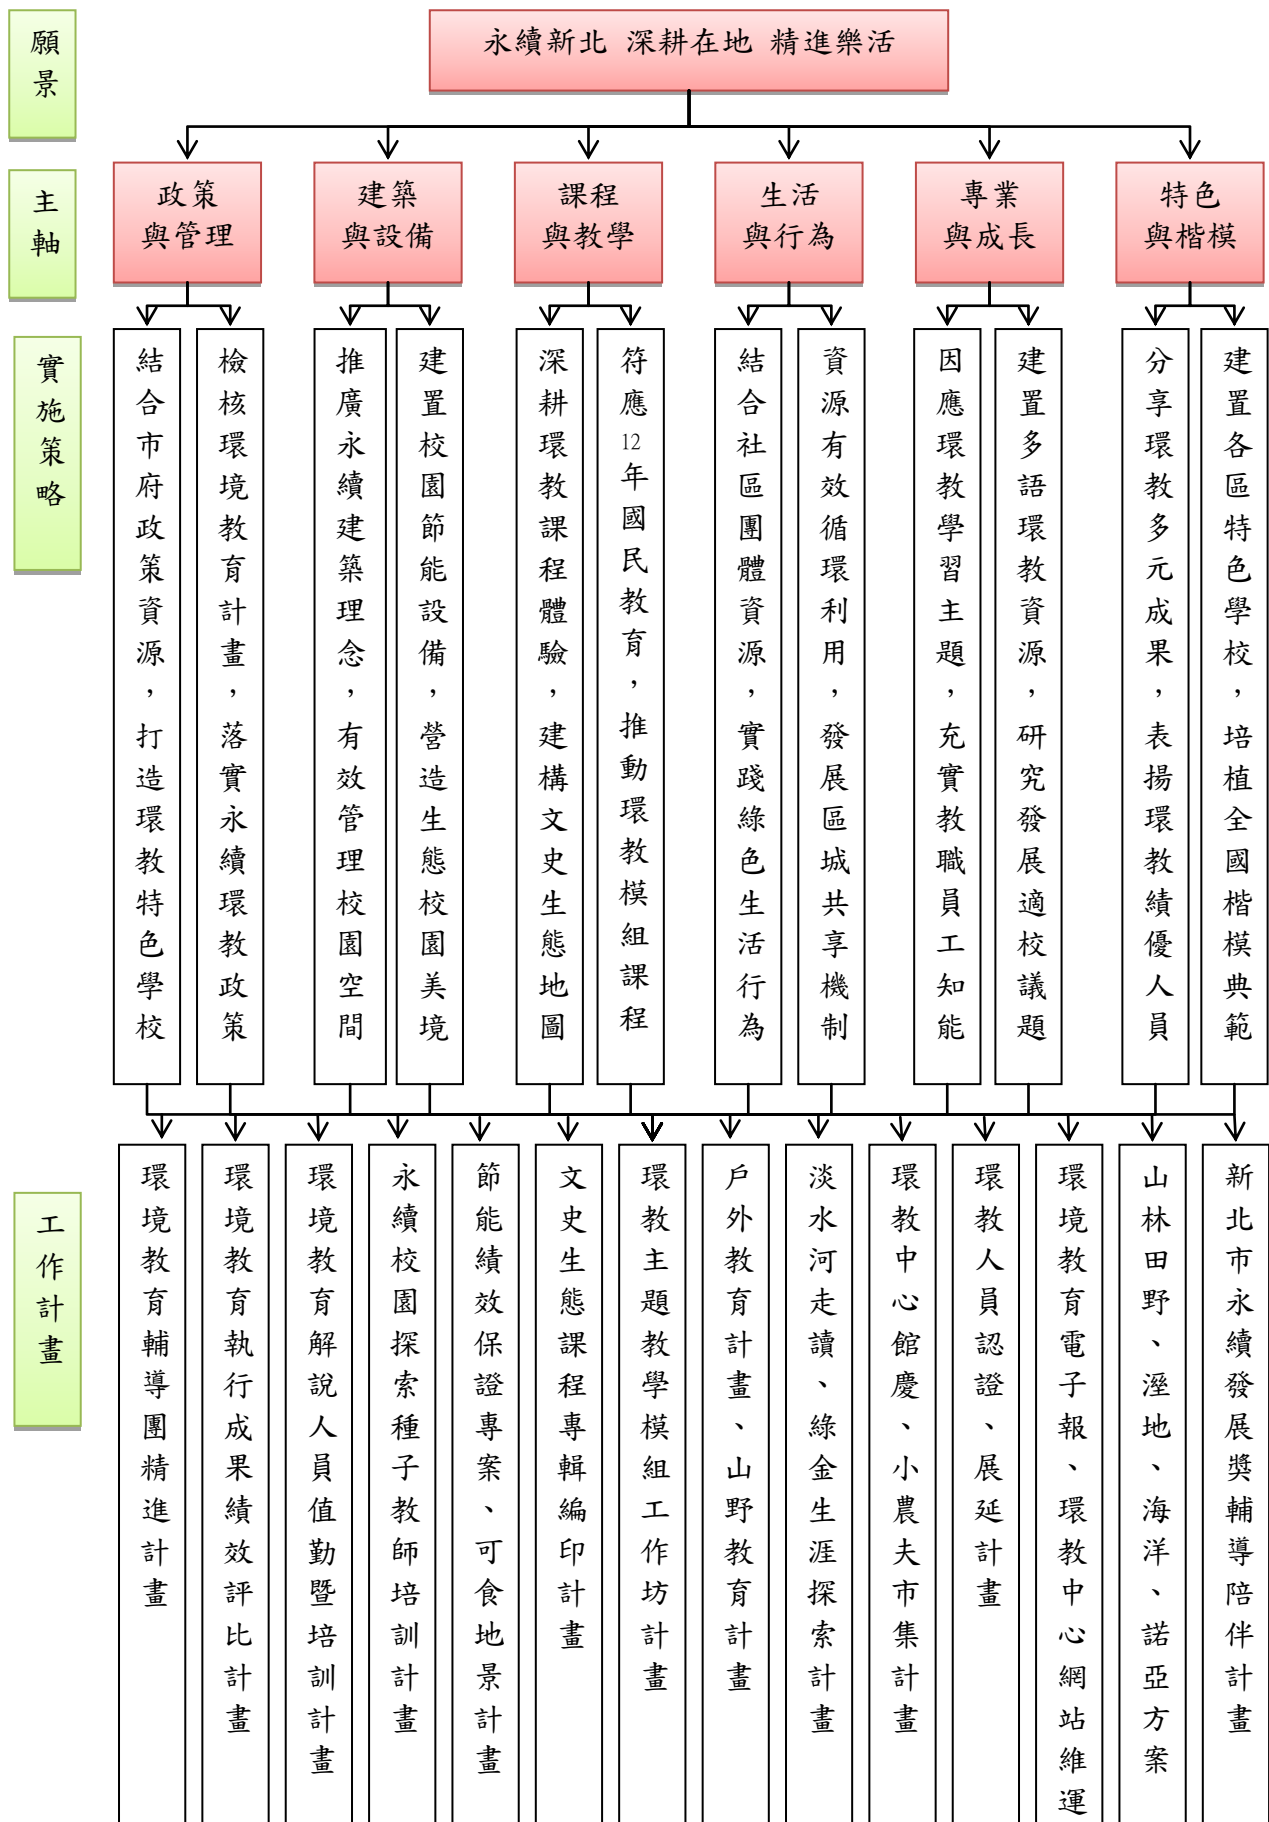 願景
永續新北 深耕在地 精進樂活
主軸
政策
與管理
建築
與設備
課程
與教學
生活
與行為
專業
與成長
特色
與楷模
實施策略
結合市府政策資源，打造環教特色學校
檢核環境教育計畫，落實永續環教政策
推廣永續建築理念，有效管理校園空間
建置校園節能設備，營造生態校園美境
深耕環教課程體驗，建構文史生態地圖
符應12年國民教育，推動環教模組課程
結合社區團體資源，實踐綠色生活行為
資源有效循環利用，發展區城共享機制
因應環教學習主題，充實教職員工知能
建置多語環教資源，研究發展適校議題
分享環教多元成果，表揚環教績優人員
建置各區特色學校，培植全國楷模典範
工作計畫
環境教育輔導團精進計畫
環境教育執行成果績效評比計畫
環境教育解說人員值勤暨培訓計畫
永續校園探索種子教師培訓計畫
節能績效保證專案、可食地景計畫
文史生態課程專輯編印計畫
環教主題教學模組工作坊計畫
戶外教育計畫、山野教育計畫
淡水河走讀、綠金生涯探索計畫
環教中心館慶、小農夫市集計畫
環教人員認證、展延計畫
環境教育電子報、環教中心網站維運
山林田野、溼地、海洋、諾亞方案
新北市永續發展獎輔導陪伴計畫